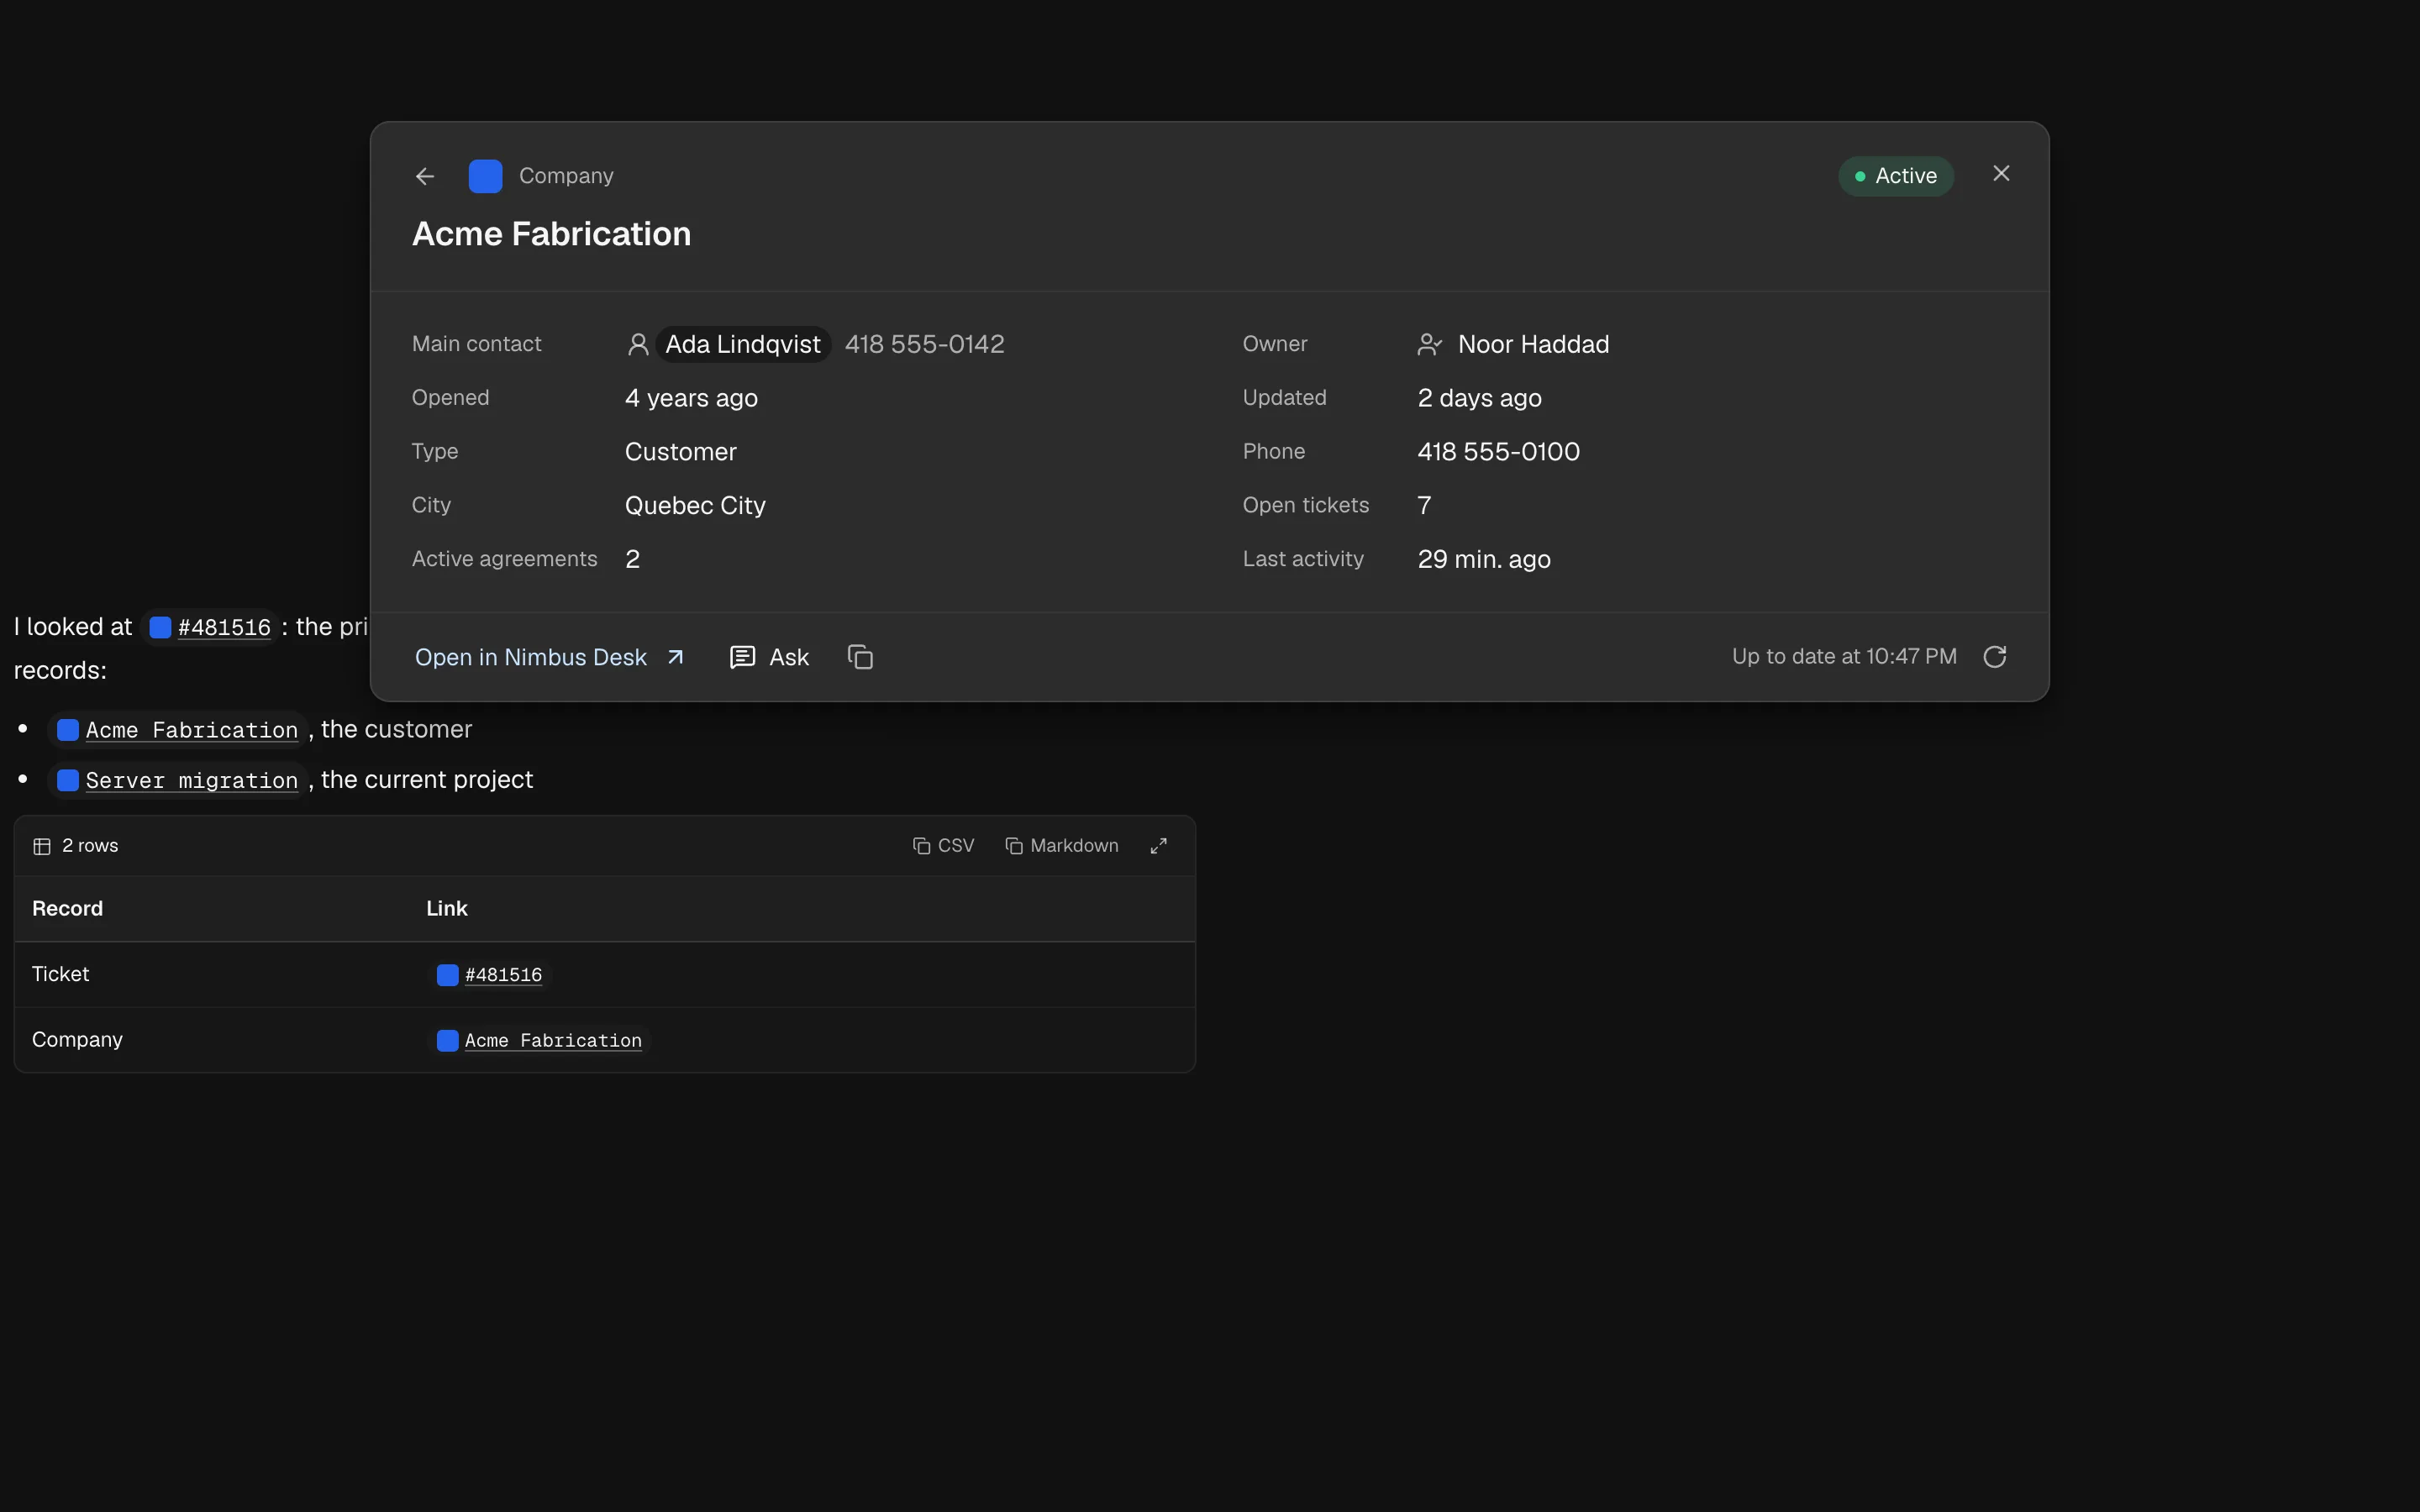 Company
Active
Acme Fabrication
Main contact Ada Lindqvist 418 555-0142
Owner Noor Haddad
Opened 4 years ago
Updated 2 days ago
Type Customer
Phone 418 555-0100
City Quebec City
Open tickets 7
Active agreements 2
Last activity 29 min. ago
Open in Nimbus Desk
Ask
Up to date at 10:47 PM
I looked at #481516 : the pri
records:
• Acme Fabrication , the customer
• Server migration , the current project
2 rows
CSV
Markdown
Record Link
Ticket #481516
Company Acme Fabrication